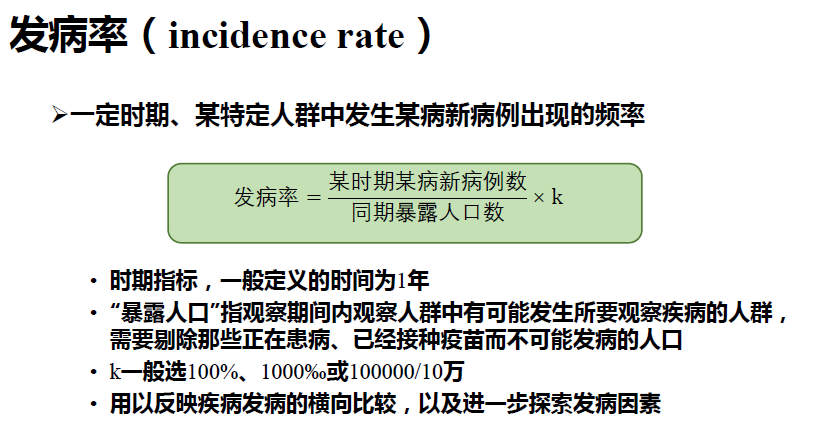 发病率（incidence rate）
➢一定时期、某特定人群中发生某病新病例出现的频率
发病率 = 某时期某病新病例数/同期暴露人口数 × k
• 时期指标，一般定义的时间为1年
• “暴露人口”指观察期间内观察人群中有可能发生所要观察疾病的人群，
需要剔除那些正在患病、已经接种疫苗而不可能发病的人口
• k一般选100%、1000‰或100000/10万
• 用以反映疾病发病的横向比较，以及进一步探索发病因素